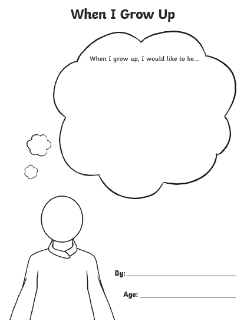 When I Grow Up
When I grow up, I would like to be...
By:
Age: